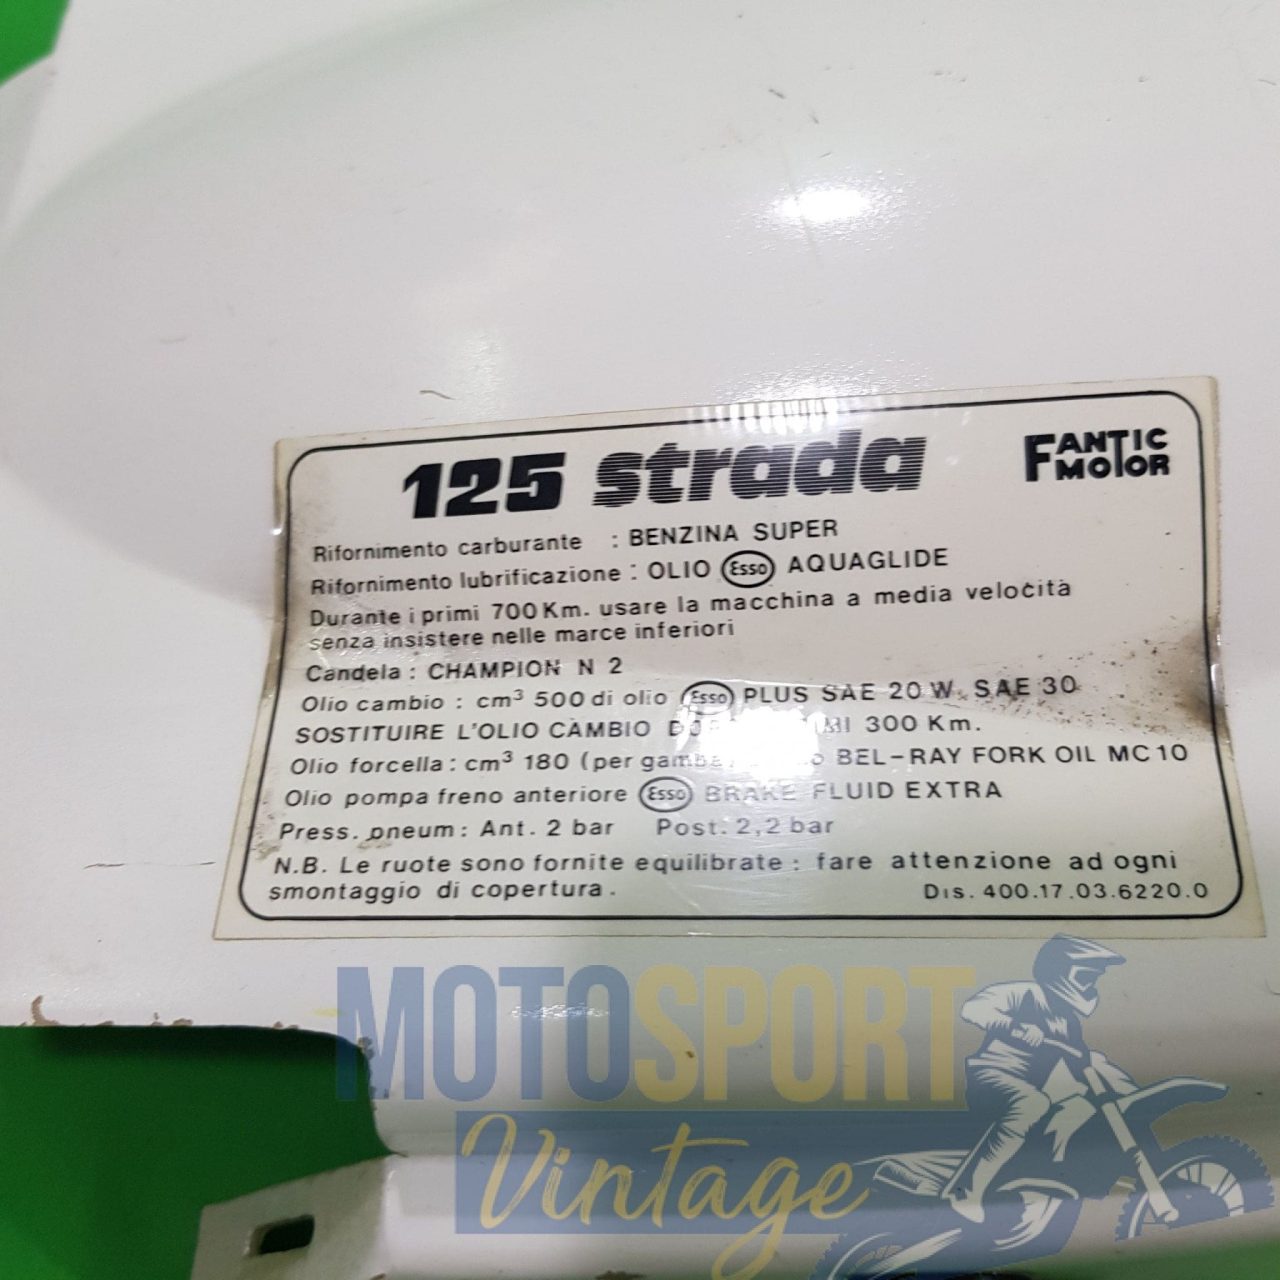 125 strada FANTIC MOTOR
Rifornimento carburante : BENZINA SUPER
Rifornimento lubrificazione : OLIO Esso AQUAGLIDE
Durante i primi 700 Km. usare la macchina a media velocità
senza insistere nelle marce inferiori
Candela : CHAMPION N 2
Olio cambio : cm³ 500 di olio Esso PLUS SAE 20 W. SAE 30
SOSTITUIRE L'OLIO CAMBIO 300 Km.
Olio forcella : cm³ 180 (per gamba) BEL-RAY FORK OIL MC 10
Olio pompa freno anteriore Esso BRAKE FLUID EXTRA
Press. pneum : Ant. 2 bar Post. 2,2 bar
N.B. Le ruote sono fornite equilibrate : fare attenzione ad ogni
smontaggio di copertura.
Dis. 400.17.03.6220.0
MOTOSPORT
Vintage